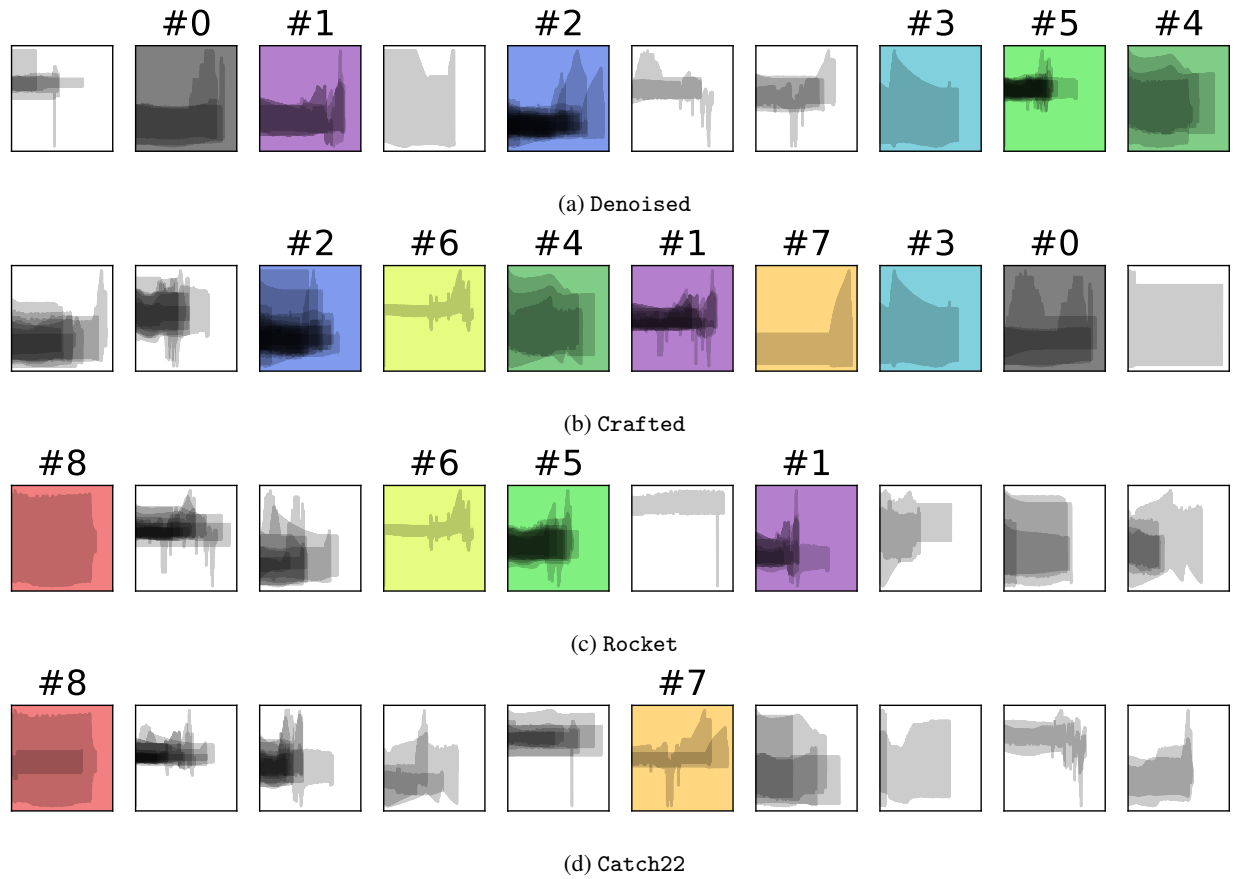 #0 #1 #2 #3 #5 #4
(a) Denoised
#2 #6 #4 #1 #7 #3 #0
(b) Crafted
#8 #6 #5 #1
(c) Rocket
#8 #7
(d) Catch22